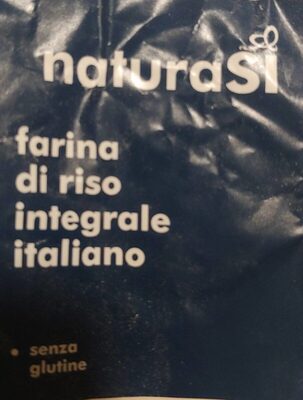 naturaSì
farina
di riso
integrale
italiano
• senza
glutine